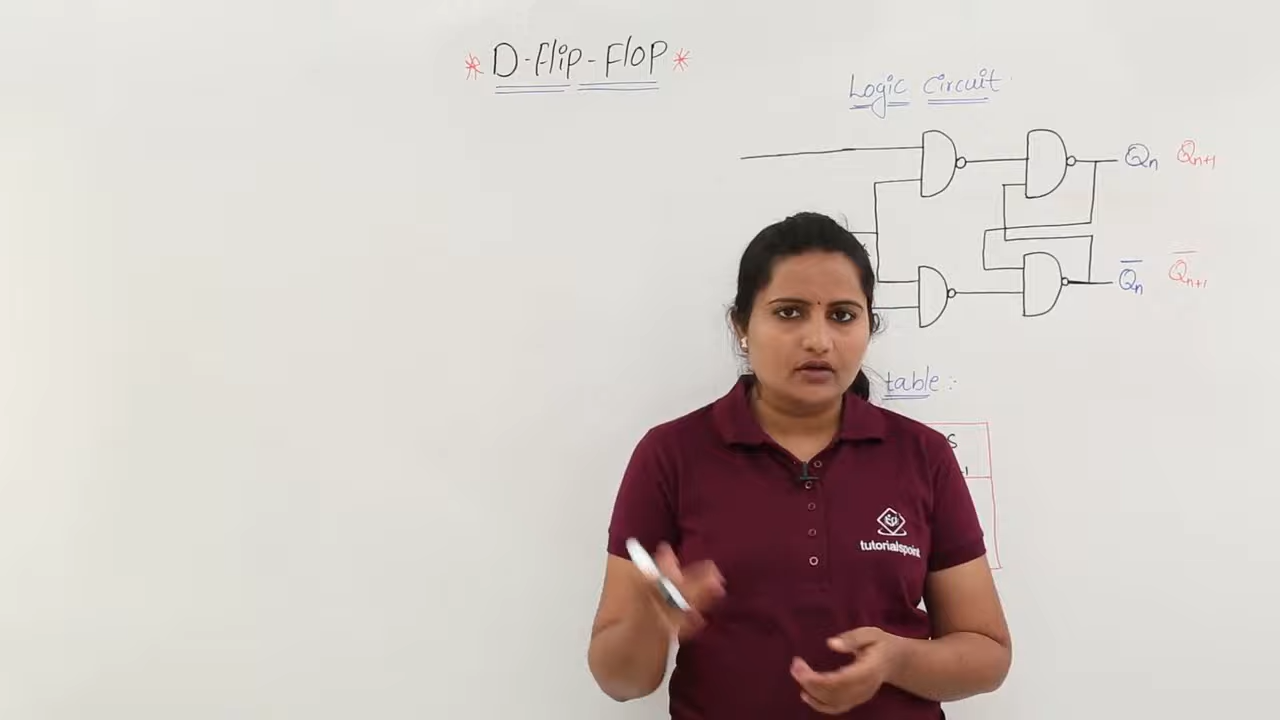 * D-flip-Flop *
Logic Circuit
Qn Qn+1
Q̅n Q̅n+1
table :-
tutorialspoint